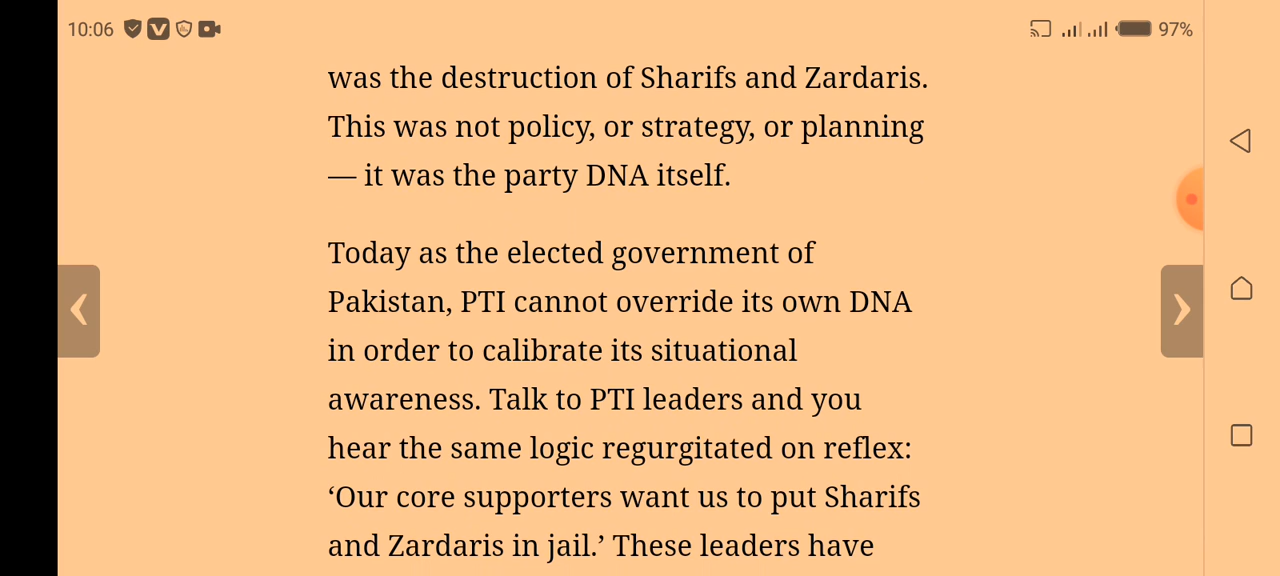 10:06
97%
was the destruction of Sharifs and Zardaris.
This was not policy, or strategy, or planning
— it was the party DNA itself.
Today as the elected government of
Pakistan, PTI cannot override its own DNA
in order to calibrate its situational
awareness. Talk to PTI leaders and you
hear the same logic regurgitated on reflex:
‘Our core supporters want us to put Sharifs
and Zardaris in jail.’ These leaders have